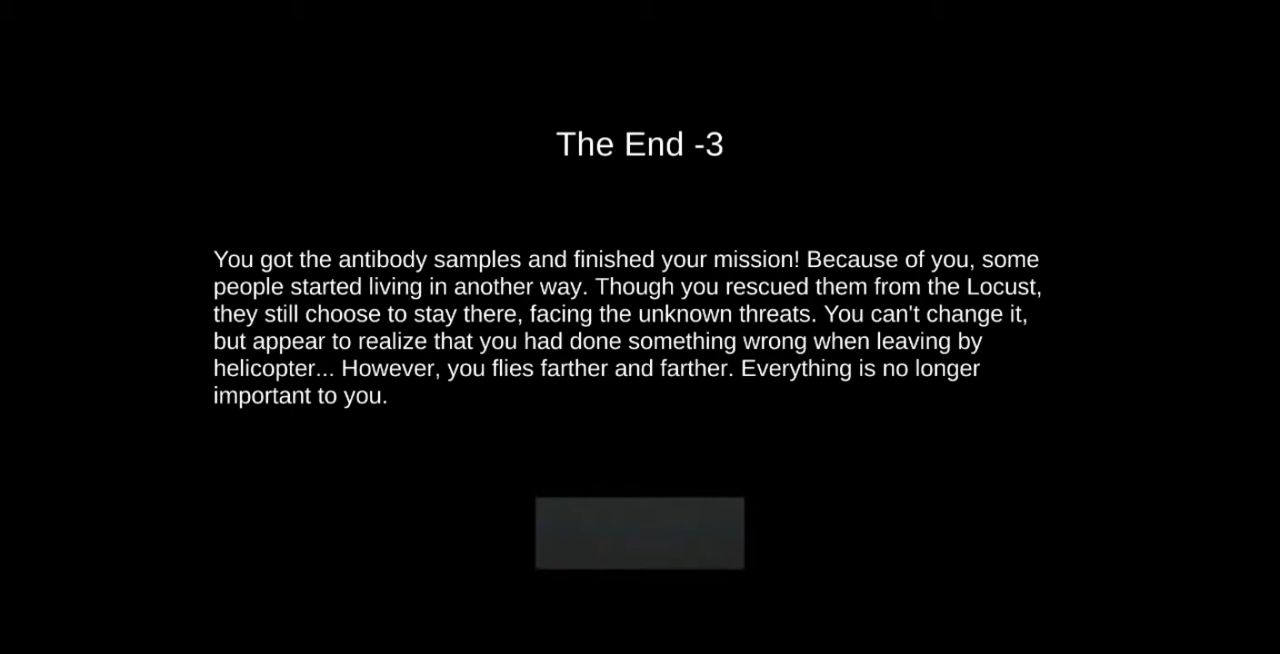 The End -3
You got the antibody samples and finished your mission! Because of you, some
people started living in another way. Though you rescued them from the Locust,
they still choose to stay there, facing the unknown threats. You can't change it,
but appear to realize that you had done something wrong when leaving by
helicopter... However, you flies farther and farther. Everything is no longer
important to you.